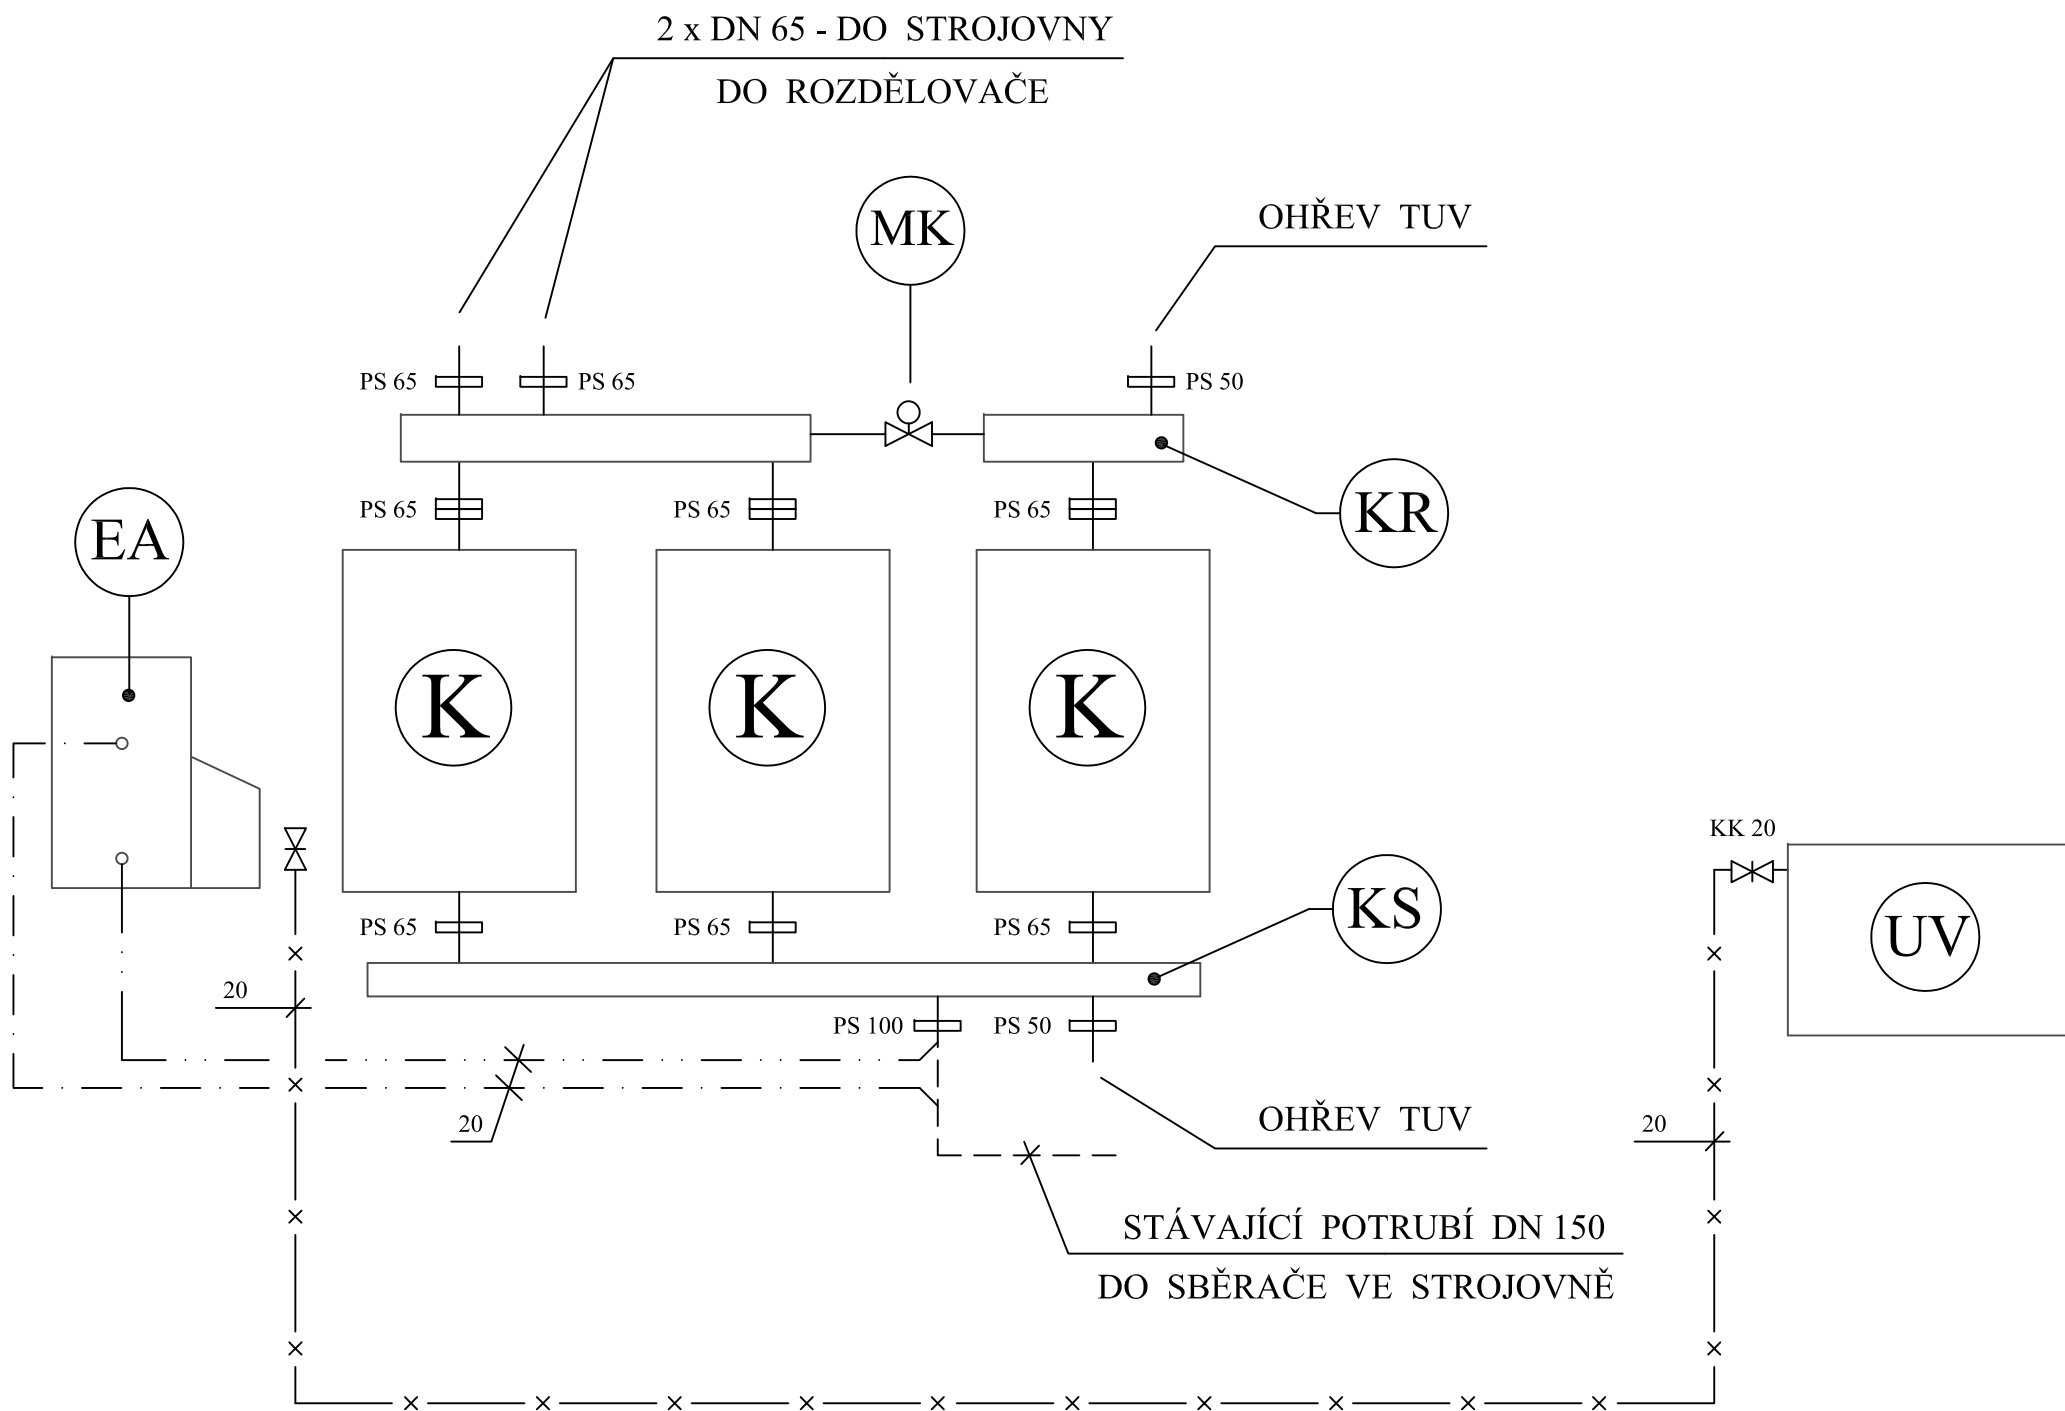 2 x DN 65 - DO STROJOVNY
DO ROZDĚLOVAČE
MK
OHŘEV TUV
PS 65
PS 65
PS 50
PS 65
PS 65
PS 65
KR
EA
K
K
K
KK 20
PS 65
PS 65
PS 65
KS
UV
20
PS 100
PS 50
20
OHŘEV TUV
20
STÁVAJÍCÍ POTRUBÍ DN 150
DO SBĚRAČE VE STROJOVNĚ